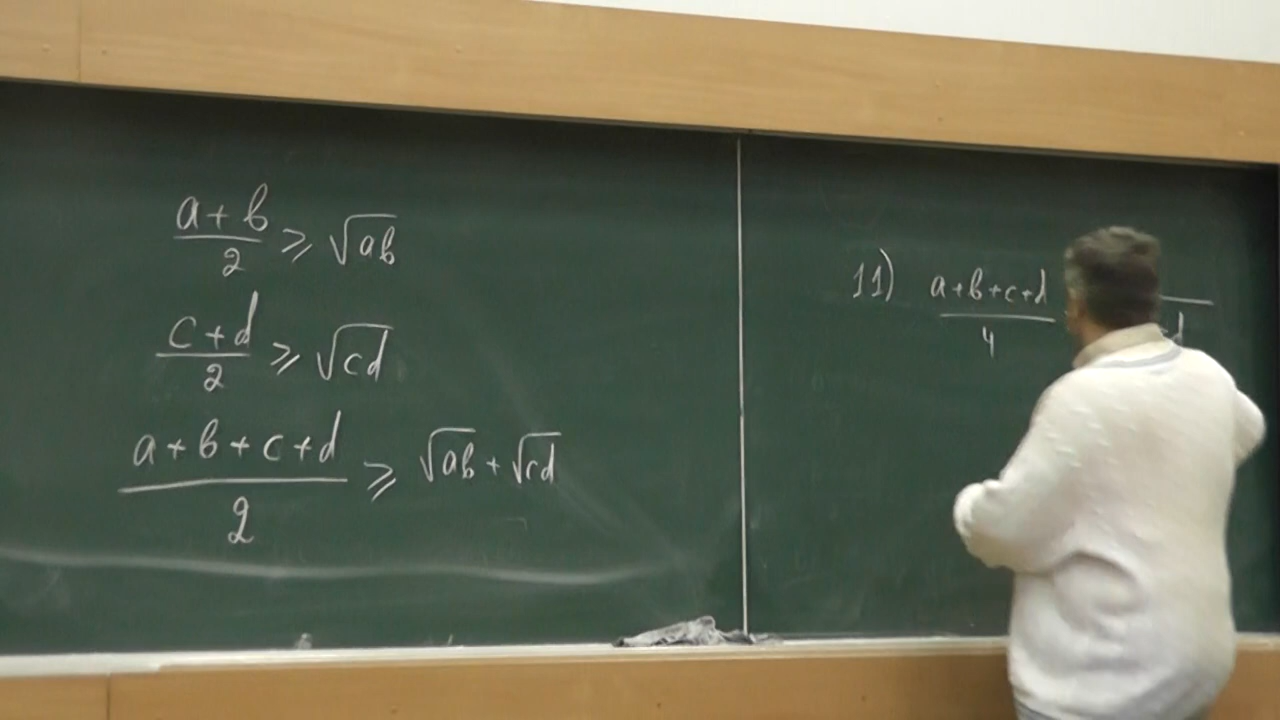 a+b/2 ⩾ √ab
c+d/2 ⩾ √cd
a+b+c+d/2 ⩾ √ab + √cd
11) a+b+c+d/4 d